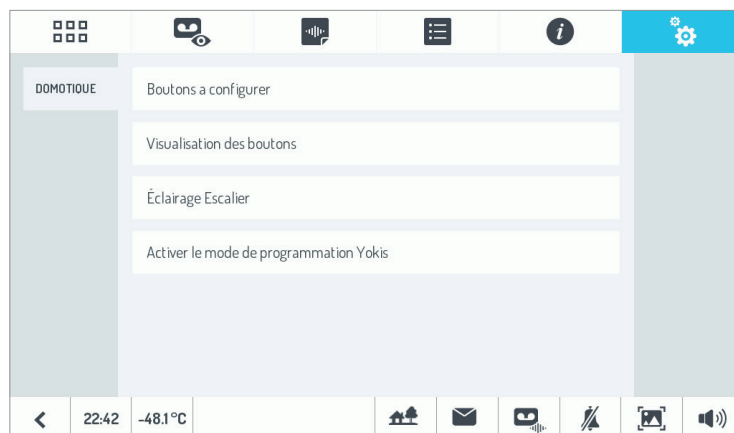 DOMOTIQUE
Boutons a configurer
Visualisation des boutons
Éclairage Escalier
Activer le mode de programmation Yokis
22:42
-48.1°C